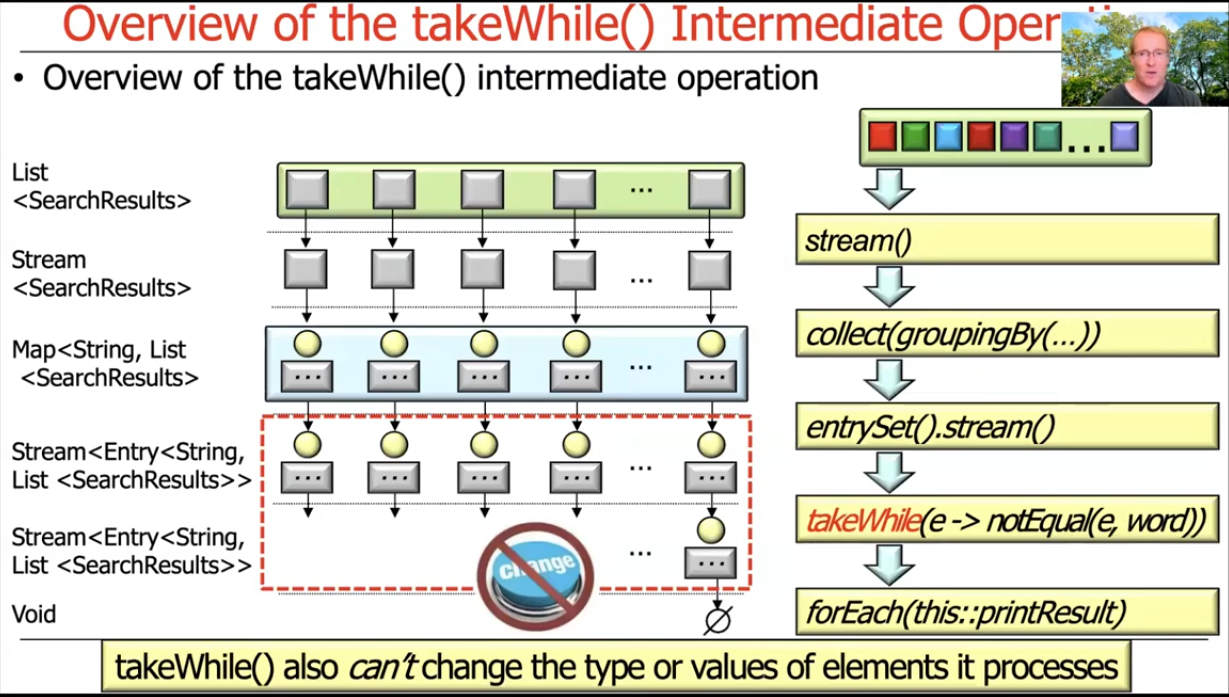 Overview of the takeWhile() Intermediate Oper
• Overview of the takeWhile() intermediate operation
List
<SearchResults>
...
Stream
<SearchResults>
...
Map<String, List
<SearchResults>
... ... ... ... ... ...
Stream<Entry<String,
List <SearchResults>>
... ... ... ... ... ...
Stream<Entry<String,
List <SearchResults>>
change
... ...
Void
...
stream()
collect(groupingBy(...))
entrySet().stream()
takeWhile(e -> notEqual(e, word))
forEach(this::printResult)
takeWhile() also can't change the type or values of elements it processes